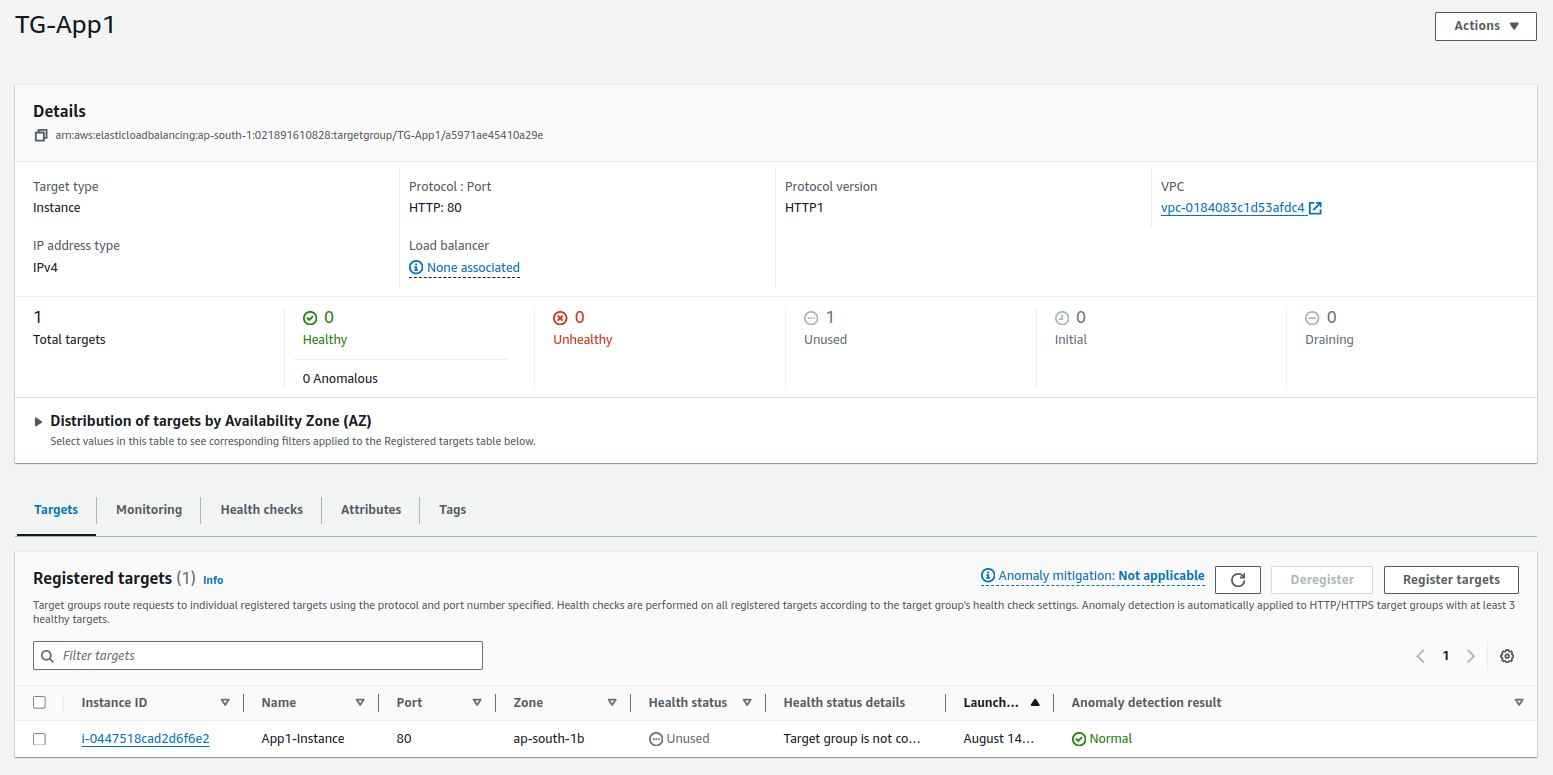 TG-App1
Actions
Details
arn:aws:elasticloadbalancing:ap-south-1:021891610828:targetgroup/TG-App1/a5971ae45410a29e
Target type
Instance
Protocol : Port
HTTP: 80
Protocol version
HTTP1
VPC
vpc-0184083c1d53afdc4
IP address type
IPv4
Load balancer
None associated
1
Total targets
0
Healthy
0 Anomalous
0
Unhealthy
1
Unused
0
Initial
0
Draining
Distribution of targets by Availability Zone (AZ)
Select values in this table to see corresponding filters applied to the Registered targets table below.
Targets Monitoring Health checks Attributes Tags
Registered targets (1) Info
Anomaly mitigation: Not applicable
Deregister
Register targets
Target groups route requests to individual registered targets using the protocol and port number specified. Health checks are performed on all registered targets according to the target group's health check settings. Anomaly detection is automatically applied to HTTP/HTTPS target groups with at least 3
healthy targets.
Filter targets
1
Instance ID Name Port Zone Health status Health status details Launch... Anomaly detection result
i-0447518cad2d6f6e2 App1-Instance 80 ap-south-1b Unused Target group is not co... August 14... Normal